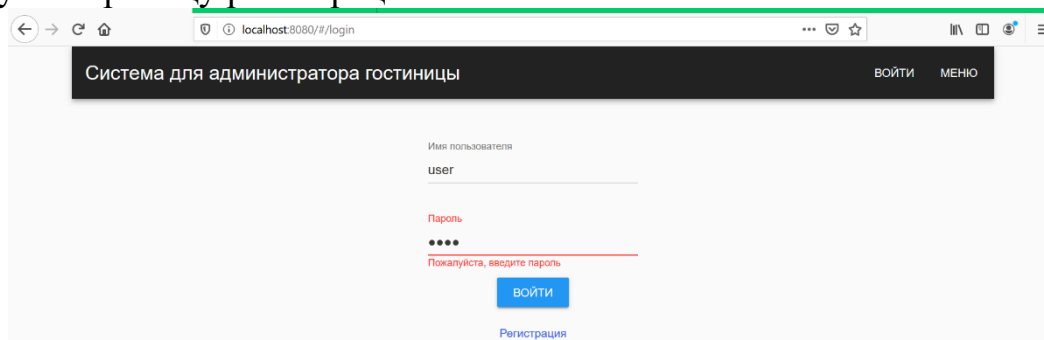 localhost:8080/#/login
Система для администратора гостиницы
ВОЙТИ МЕНЮ
Имя пользователя
user
Пароль
Пожалуйста, введите пароль
ВОЙТИ
Регистрация